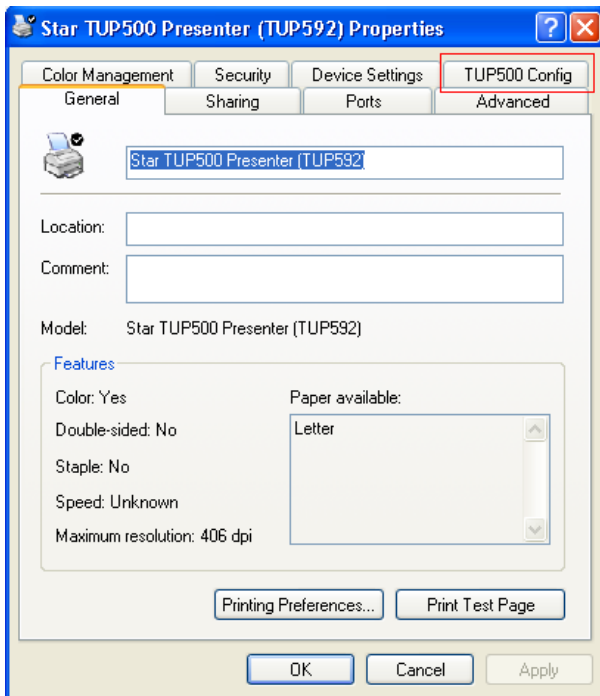 Star TUP500 Presenter (TUP592) Properties
Color Management Security Device Settings TUP500 Config
General Sharing Ports Advanced
Star TUP500 Presenter (TUP592)
Location:
Comment:
Model: Star TUP500 Presenter (TUP592)
Features
Color: Yes Paper available:
Double-sided: No Letter
Staple: No
Speed: Unknown
Maximum resolution: 406 dpi
Printing Preferences... Print Test Page
OK Cancel Apply